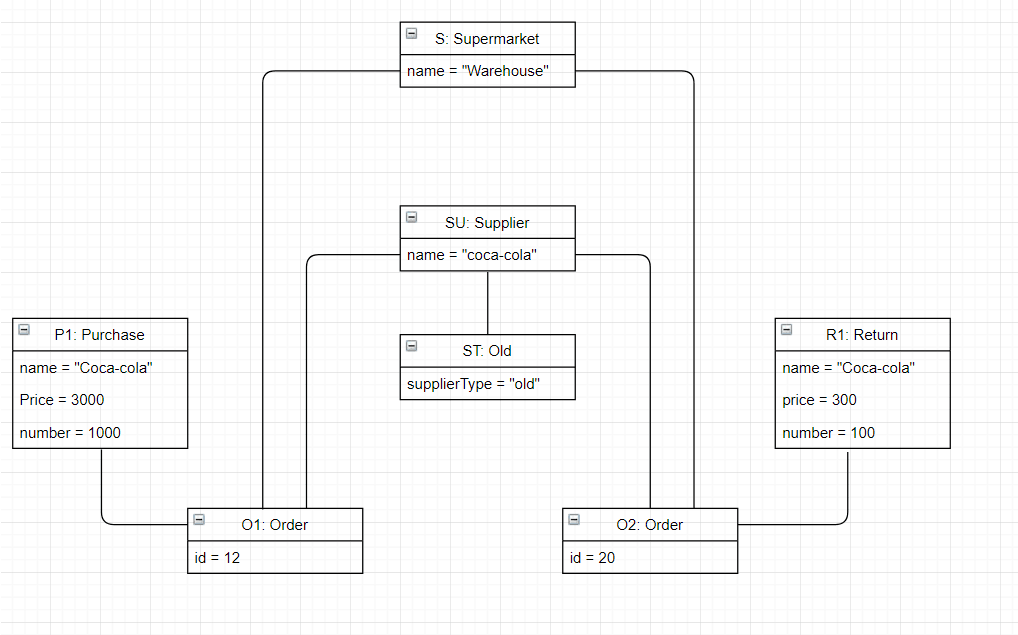 S: Supermarket
name = "Warehouse"
SU: Supplier
name = "coca-cola"
P1: Purchase
name = "Coca-cola"
Price = 3000
number = 1000
ST: Old
supplierType = "old"
R1: Return
name = "Coca-cola"
price = 300
number = 100
O1: Order
id = 12
O2: Order
id = 20